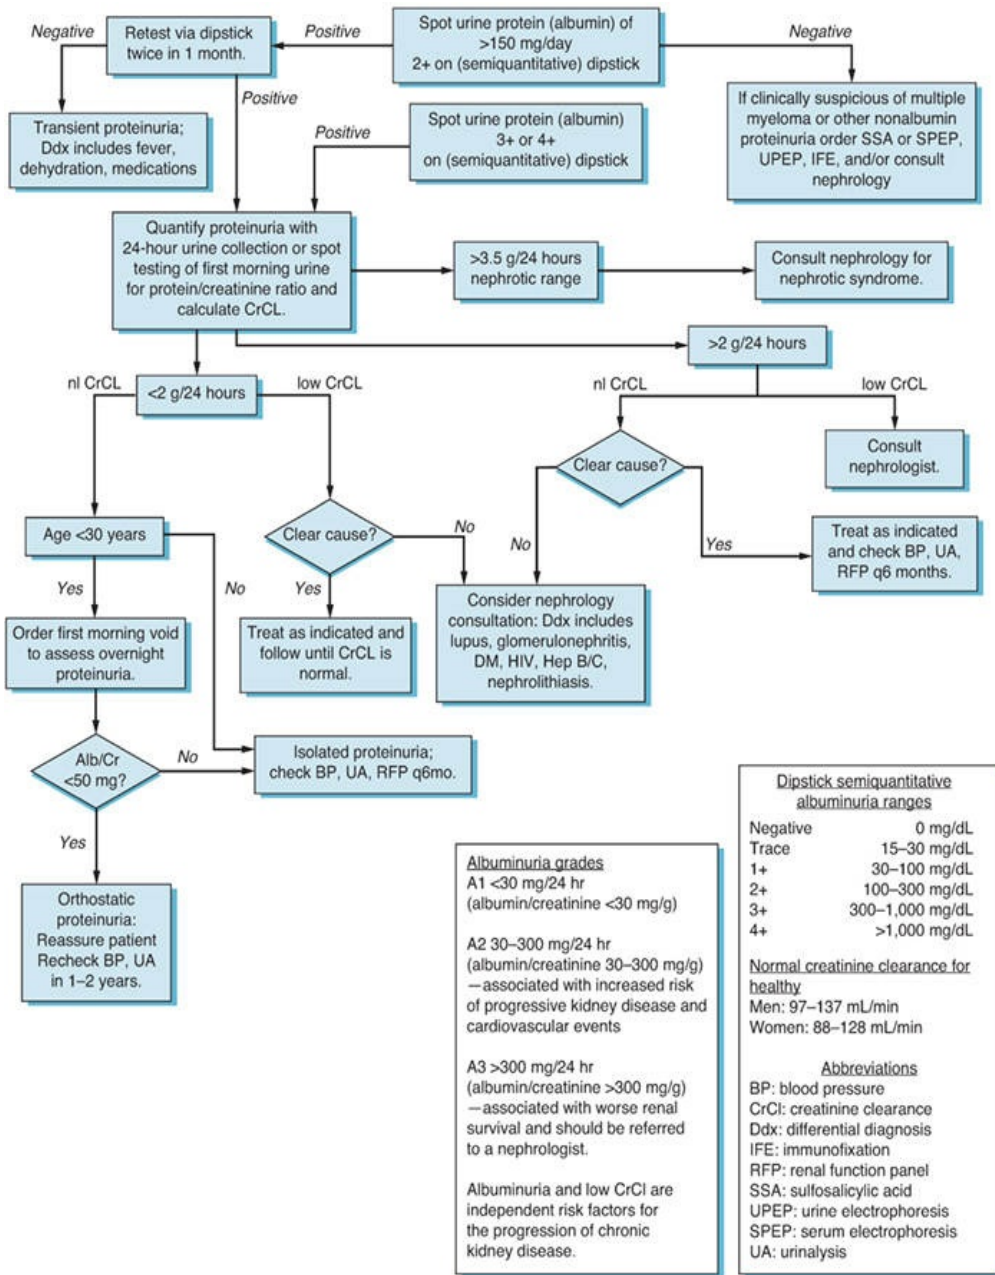 Negative
Retest via dipstick
twice in 1 month.
Positive
Spot urine protein (albumin) of
>150 mg/day
2+ on (semiquantitative) dipstick
Negative
Positive
Transient proteinuria;
Ddx includes fever,
dehydration, medications
Spot urine protein (albumin)
3+ or 4+
on (semiquantitative) dipstick
Positive
If clinically suspicious of multiple
myeloma or other nonalbumin
proteinuria order SSA or SPEP,
UPEP, IFE, and/or consult
nephrology
Quantify proteinuria with
24-hour urine collection or spot
testing of first morning urine
for protein/creatinine ratio and
calculate CrCL.
>3.5 g/24 hours
nephrotic range
Consult nephrology for
nephrotic syndrome.
>2 g/24 hours
nl CrCL
<2 g/24 hours
low CrCL
nl CrCL
low CrCL
Clear cause?
Consult
nephrologist.
Age <30 years
Clear cause?
No
No
Yes
Treat as indicated
and check BP, UA,
RFP q6 months.
Yes
No
Yes
Order first morning void
to assess overnight
proteinuria.
Treat as indicated and
follow until CrCL is
normal.
Consider nephrology
consultation: Ddx includes
lupus, glomerulonephritis,
DM, HIV, Hep B/C,
nephrolithiasis.
Alb/Cr
<50 mg?
No
Isolated proteinuria;
check BP, UA, RFP q6mo.
Yes
Orthostatic
proteinuria:
Reassure patient
Recheck BP, UA
in 1–2 years.
Albuminuria grades
A1 <30 mg/24 hr
(albumin/creatinine <30 mg/g)
A2 30–300 mg/24 hr
(albumin/creatinine 30–300 mg/g)
—associated with increased risk
of progressive kidney disease and
cardiovascular events
A3 >300 mg/24 hr
(albumin/creatinine >300 mg/g)
—associated with worse renal
survival and should be referred
to a nephrologist.
Albuminuria and low CrCl are
independent risk factors for
the progression of chronic
kidney disease.
Dipstick semiquantitative
albuminuria ranges
Negative 0 mg/dL
Trace 15–30 mg/dL
1+ 30–100 mg/dL
2+ 100–300 mg/dL
3+ 300–1,000 mg/dL
4+ >1,000 mg/dL
Normal creatinine clearance for
healthy
Men: 97–137 mL/min
Women: 88–128 mL/min
Abbreviations
BP: blood pressure
CrCl: creatinine clearance
Ddx: differential diagnosis
IFE: immunofixation
RFP: renal function panel
SSA: sulfosalicylic acid
UPEP: urine electrophoresis
SPEP: serum electrophoresis
UA: urinalysis